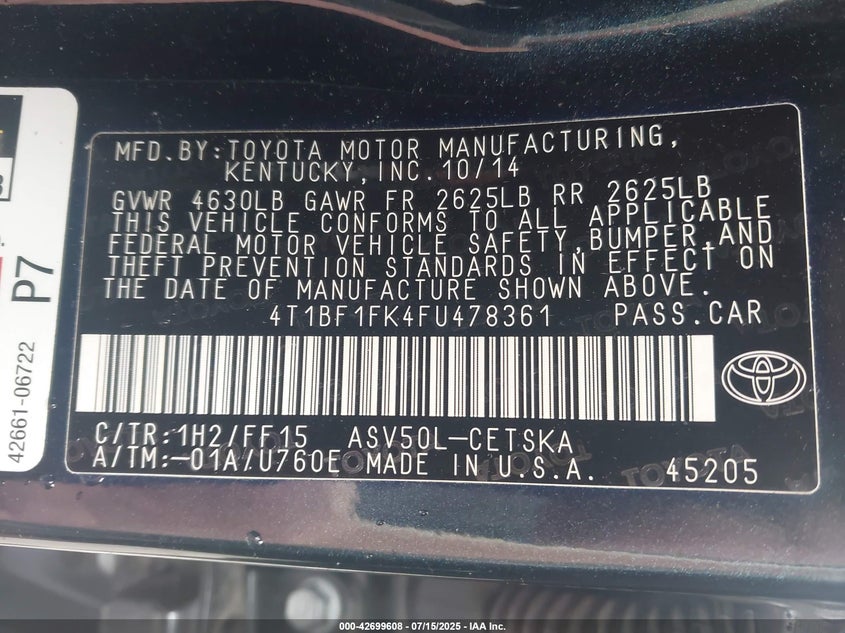 MFD.BY:TOYOTA MOTOR MANUFACTURING,
KENTUCKY,INC.10/14
GVWR 4630LB GAWR FR 2625LB RR 2625LB
THIS VEHICLE CONFORMS TO ALL APPLICABLE
FEDERAL MOTOR VEHICLE SAFETY,BUMPER,AND
THEFT PREVENTION STANDARDS IN EFFECT ON
THE DATE OF MANUFACTURE SHOWN ABOVE.
4T1BF1FK4FU478361 PASS.CAR
C/TR:1H2/FF15 ASV50L-CETSKA
A/TM:-01A/U760E MADE IN U.S.A. 45205
P7
42661-06722
000-42699608 - 07/15/2025 - IAA Inc.